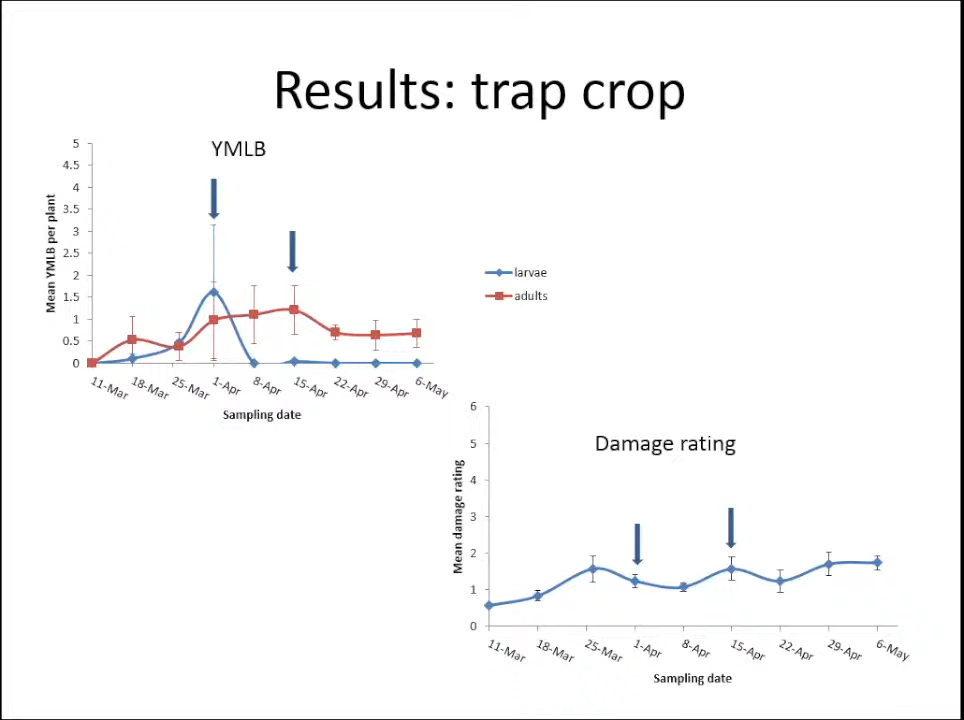 Results: trap crop
YMLB
5
4.5
4
3.5
3
2.5
2
1.5
1
0.5
0
Mean YMLB per plant
11-Mar
18-Mar
25-Mar
1-Apr
8-Apr
15-Apr
22-Apr
29-Apr
6-May
Sampling date
larvae
adults
Damage rating
6
5
4
3
2
1
0
Mean damage rating
11-Mar
18-Mar
25-Mar
1-Apr
8-Apr
15-Apr
22-Apr
29-Apr
6-May
Sampling date